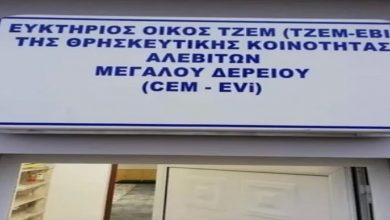 ΕΥΚΤΗΡΙΟΣ ΟΙΚΟΣ ΤΖΕΜ (ΤΖΕΜ-ΕΒΙ
ΤΗΣ ΘΡΗΣΚΕΥΤΙΚΗΣ ΚΟΙΝΟΤΗΤΑΣ
ΑΛΕΒΙΤΩΝ
ΜΕΓΑΛΟΥ ΔΕΡΕΙΟΥ
(CEM - EVi)